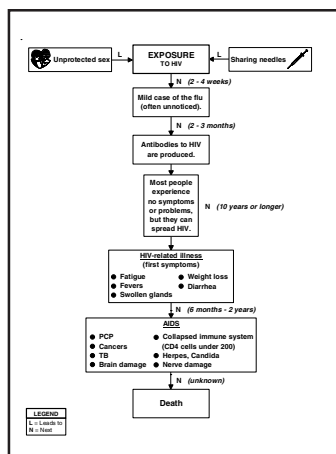 EXPOSURE
TO HIV
Unprotected sex
L
L
Sharing needles
N (2 - 4 weeks)
Mild case of the flu
(often unnoticed).
N (2 - 3 months)
Antibodies to HIV
are produced.
Most people
experience
no symptoms
or problems,
but they can
spread HIV.
N (10 years or longer)
HIV-related illness
(first symptoms)
● Fatigue
● Fevers
● Swollen glands
● Weight loss
● Diarrhea
N (6 months - 2 years)
AIDS
● PCP
● Cancers
● TB
● Brain damage
● Collapsed immune system
(CD4 cells under 200)
● Herpes, Candida
● Nerve damage
N (unknown)
Death
LEGEND
L = Leads to
N = Next